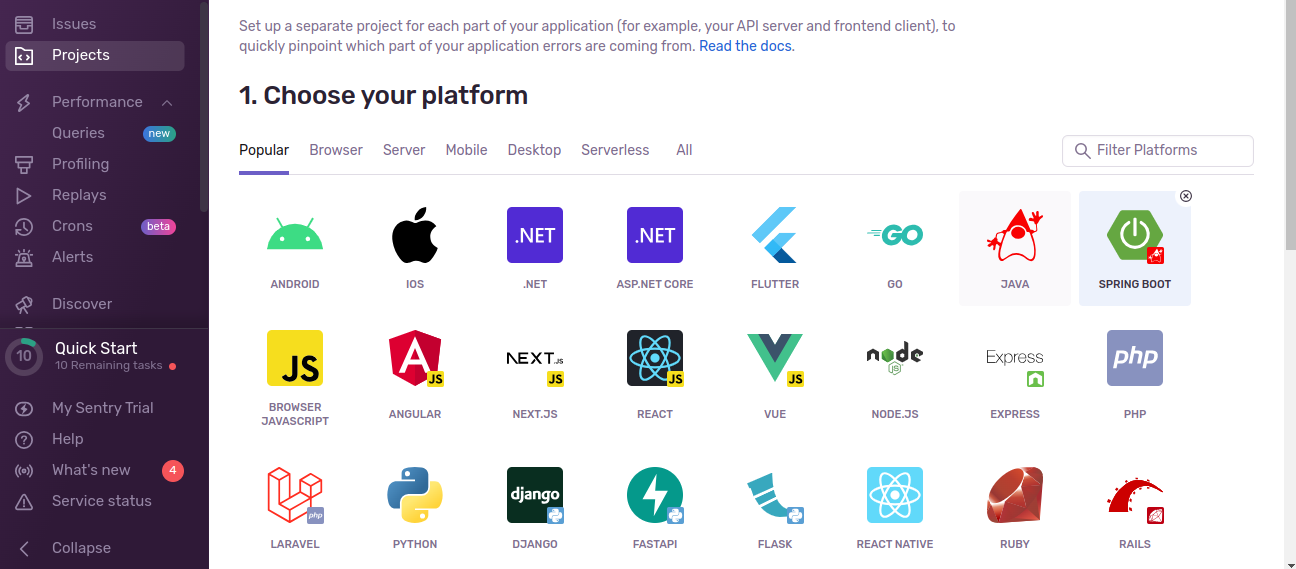 Issues
Projects
Performance
Queries new
Profiling
Replays
Crons beta
Alerts
Discover
10
Quick Start
10 Remaining tasks
My Sentry Trial
Help
What's new 4
Service status
Collapse
Set up a separate project for each part of your application (for example, your API server and frontend client), to
quickly pinpoint which part of your application errors are coming from. Read the docs.
1. Choose your platform
Popular Browser Server Mobile Desktop Serverless All Filter Platforms
.NET .NET GO
ANDROID IOS .NET ASP.NET CORE FLUTTER GO JAVA SPRING BOOT
JS JS NEXT.JS JS JS JS node JS Express php
BROWSER
JAVASCRIPT
ANGULAR NEXT.JS REACT VUE NODE.JS EXPRESS PHP
php django
LARAVEL PYTHON DJANGO FASTAPI FLASK REACT NATIVE RUBY RAILS